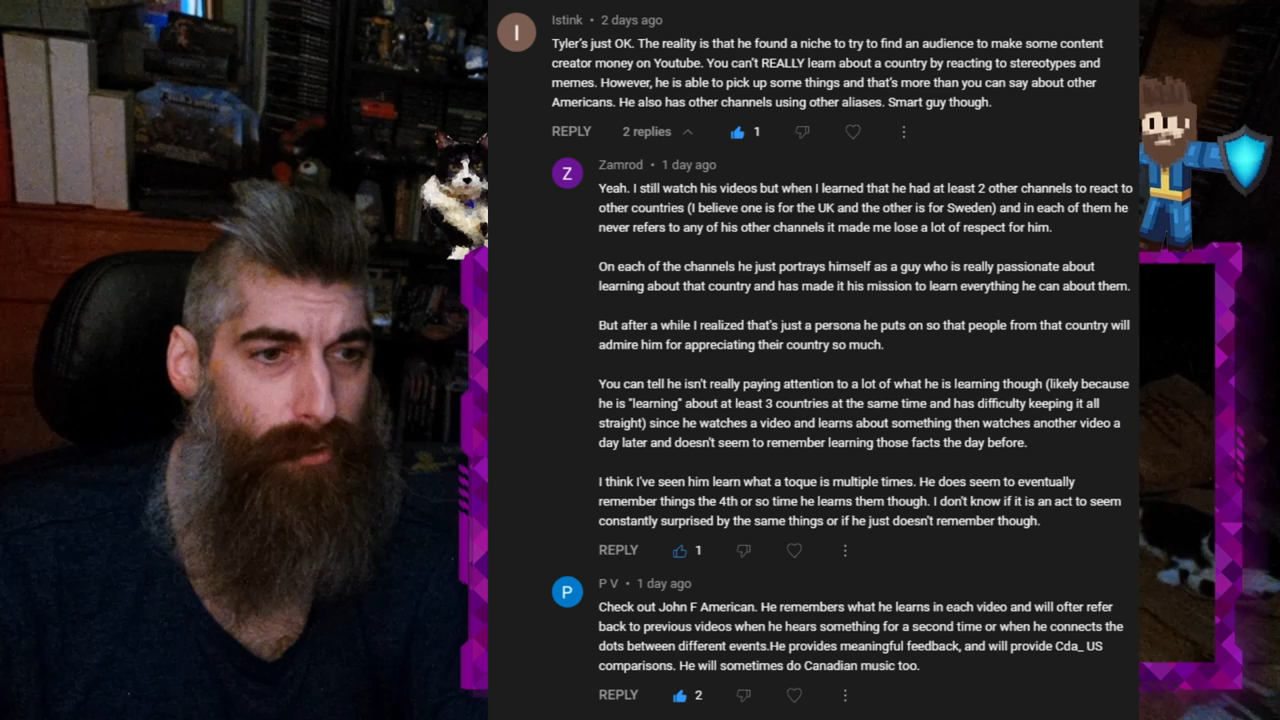 Istink • 2 days ago
Tyler's just OK. The reality is that he found a niche to try to find an audience to make some content
creator money on Youtube. You can't REALLY learn about a country by reacting to stereotypes and
memes. However, he is able to pick up some things and that's more than you can say about other
Americans. He also has other channels using other aliases. Smart guy though.
REPLY 2 replies 1
Zamrod • 1 day ago
Yeah. I still watch his videos but when I learned that he had at least 2 other channels to react to
other countries (I believe one is for the UK and the other is for Sweden) and in each of them he
never refers to any of his other channels it made me lose a lot of respect for him.
On each of the channels he just portrays himself as a guy who is really passionate about
learning about that country and has made it his mission to learn everything he can about them.
But after a while I realized that's just a persona he puts on so that people from that country will
admire him for appreciating their country so much.
You can tell he isn't really paying attention to a lot of what he is learning though (likely because
he is "learning" about at least 3 countries at the same time and has difficulty keeping it all
straight) since he watches a video and learns about something then watches another video a
day later and doesn't seem to remember learning those facts the day before.
I think I've seen him learn what a toque is multiple times. He does seem to eventually
remember things the 4th or so time he learns them though. I don't know if it is an act to seem
constantly surprised by the same things or if he just doesn't remember though.
REPLY 1
P V • 1 day ago
Check out John F American. He remembers what he learns in each video and will ofter refer
back to previous videos when he hears something for a second time or when he connects the
dots between different events.He provides meaningful feedback, and will provide Cda_ US
comparisons. He will sometimes do Canadian music too.
REPLY 2
I
Z
P